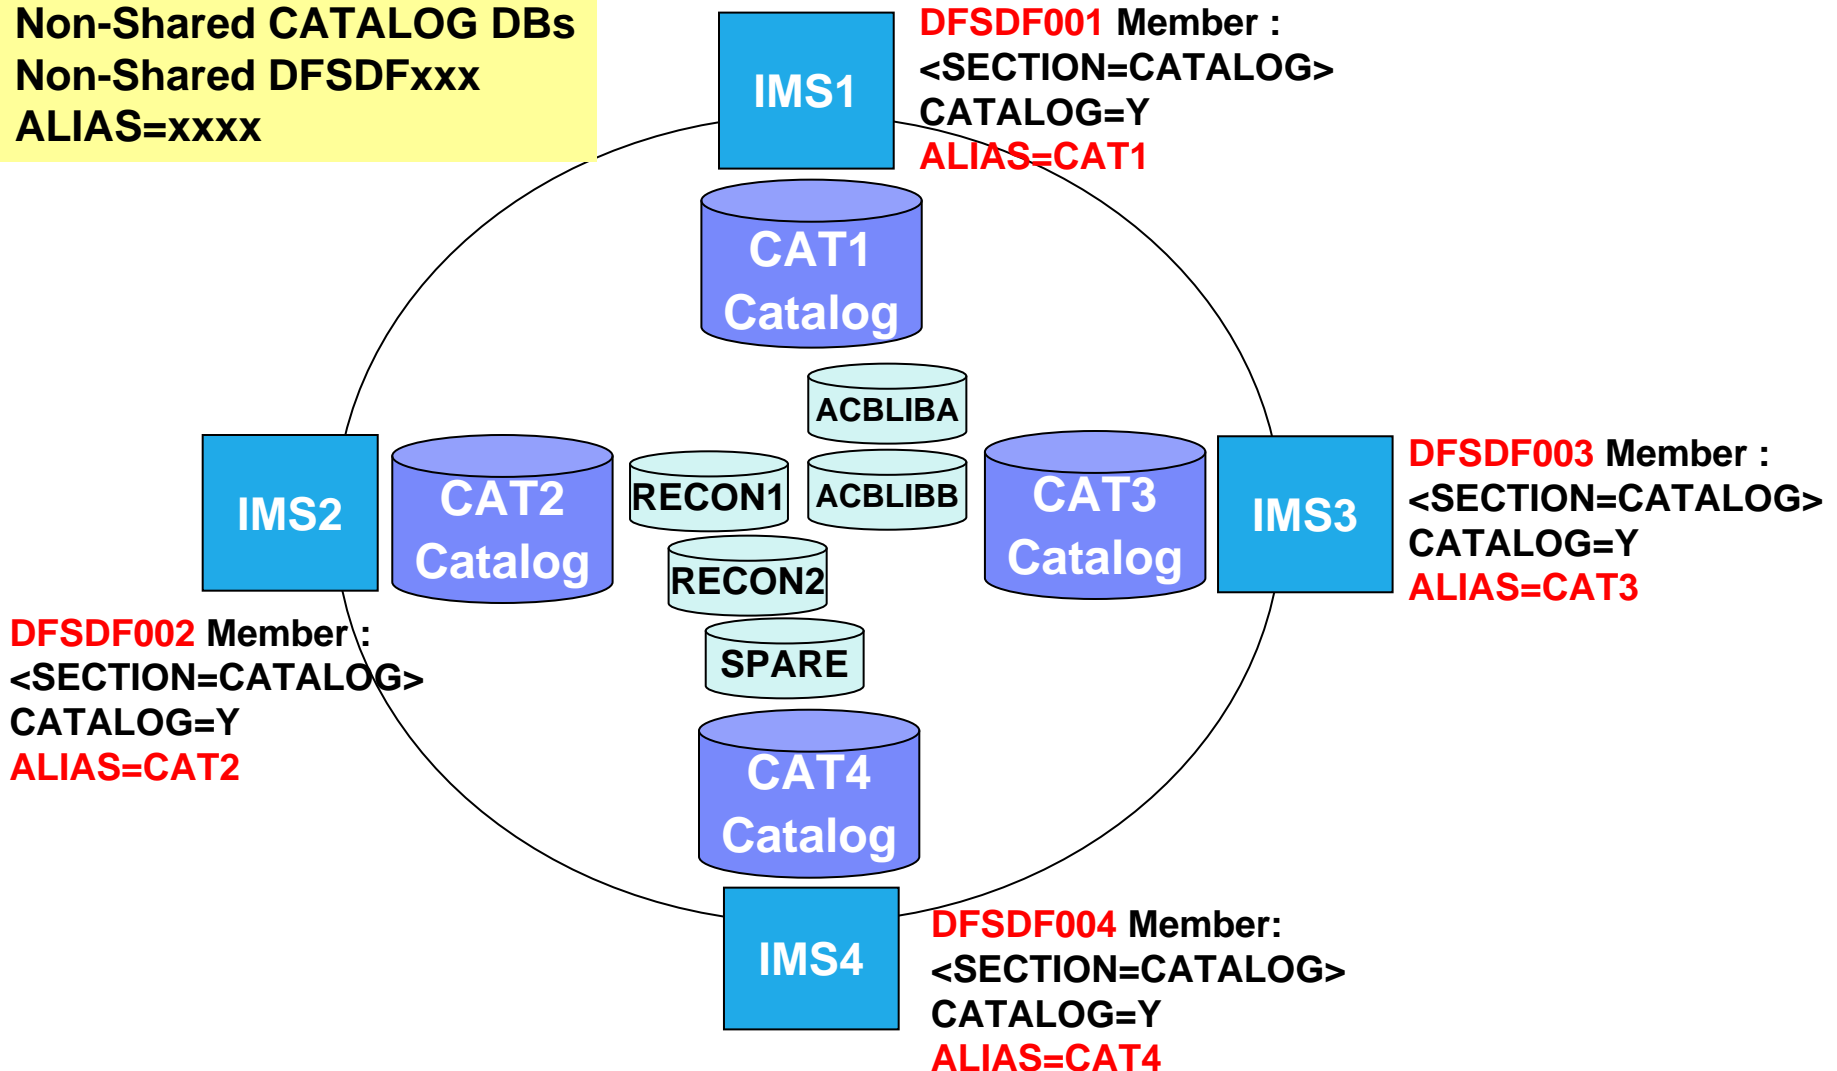 Non-Shared CATALOG DBs
Non-Shared DFSDFxxx
ALIAS=xxxx
IMS1
DFSDF001 Member :
<SECTION=CATALOG>
CATALOG=Y
ALIAS=CAT1
CAT1
Catalog
ACBLIBA
ACBLIBB
RECON1
RECON2
SPARE
IMS2
CAT2
Catalog
DFSDF002 Member :
<SECTION=CATALOG>
CATALOG=Y
ALIAS=CAT2
CAT3
Catalog
IMS3
DFSDF003 Member :
<SECTION=CATALOG>
CATALOG=Y
ALIAS=CAT3
CAT4
Catalog
IMS4
DFSDF004 Member:
<SECTION=CATALOG>
CATALOG=Y
ALIAS=CAT4